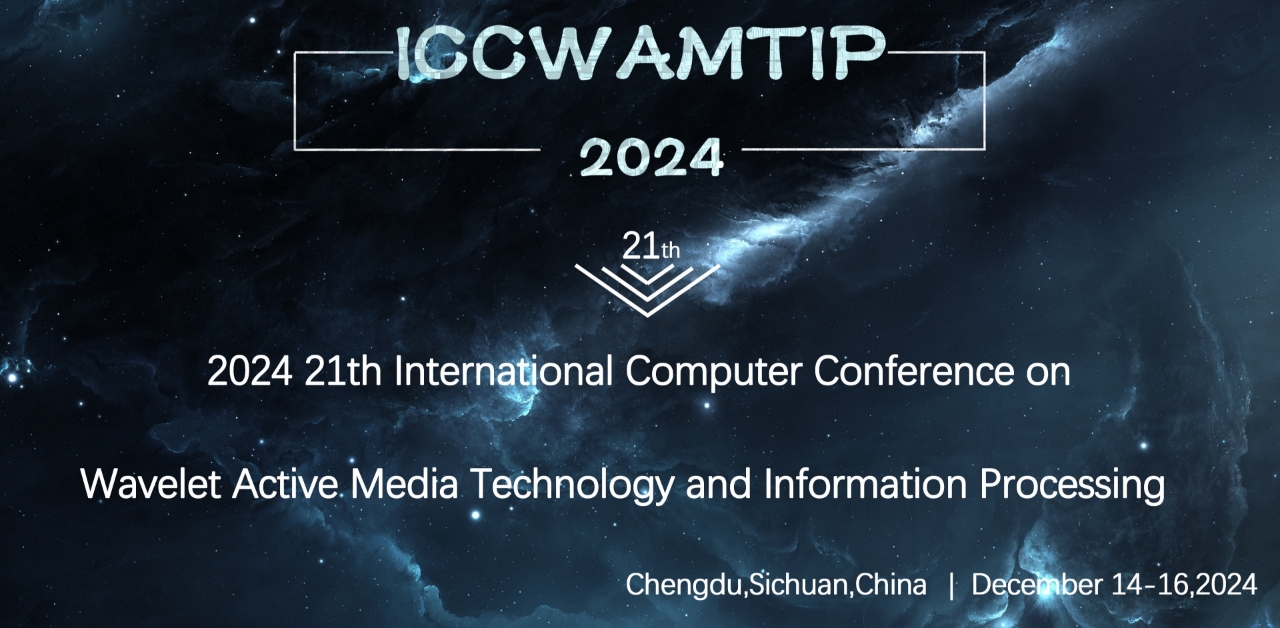 ICCWAMTIP
2024
21th
2024 21th International Computer Conference on
Wavelet Active Media Technology and Information Processing
Chengdu,Sichuan,China | December 14-16,2024